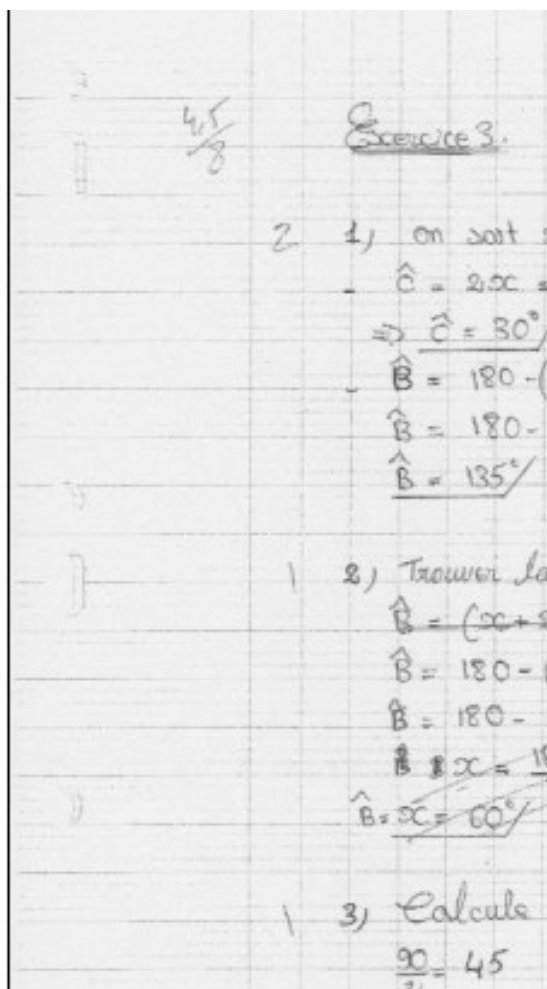 4,5/8
Exercice 3.
2 1) on sait
- Ĉ = 2x =
=> Ĉ = 30°
- B̂ = 180 - (
B̂ = 180 -
B̂ = 135°
1 2) Trouver la
B̂ = (x +
B̂ = 180 -
B̂ = 180 -
x =
B̂ = x = 60°
1 3) Calcule
90/2 = 45